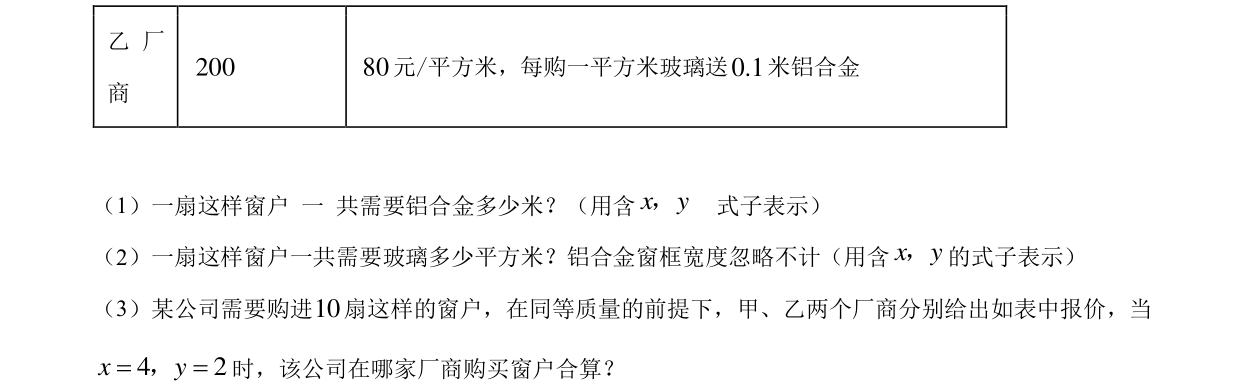 乙 厂
商
200
80元/平方米，每购一平方米玻璃送0.1米铝合金
（1）一扇这样窗户 一 共需要铝合金多少米？（用含x，y 式子表示）
（2）一扇这样窗户一共需要玻璃多少平方米？铝合金窗框宽度忽略不计（用含x，y的式子表示）
（3）某公司需要购进10扇这样的窗户，在同等质量的前提下，甲、乙两个厂商分别给出如表中报价，当
x=4，y=2时，该公司在哪家厂商购买窗户合算？